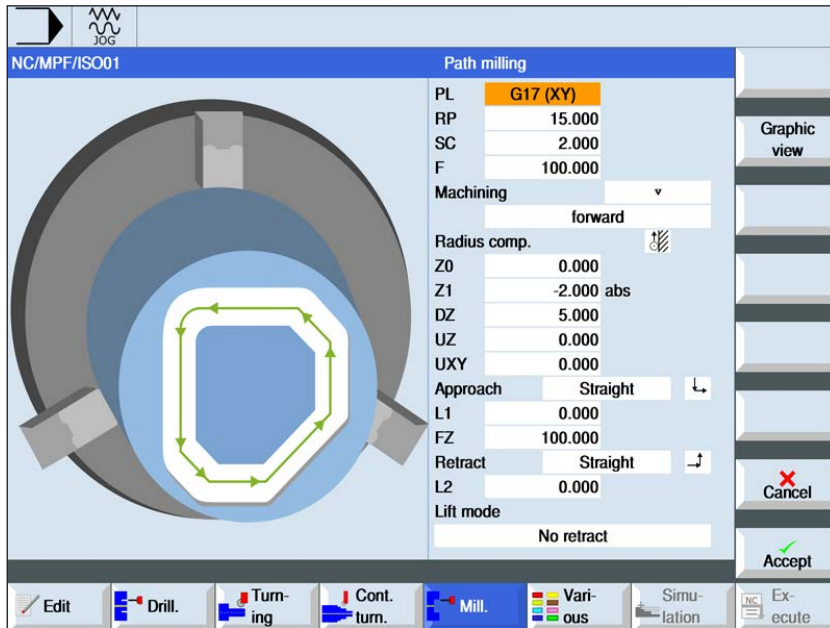 JOG
NC/MPF/ISO01
Path milling
PL G17 (XY)
RP 15.000
SC 2.000
F 100.000
Machining
forward
Radius comp.
Z0 0.000
Z1 -2.000 abs
DZ 5.000
UZ 0.000
UXY 0.000
Approach Straight
L1 0.000
FZ 100.000
Retract Straight
L2 0.000
Lift mode
No retract
Graphic
view
Cancel
Accept
Edit
Drill.
Turn-
ing
Cont.
turn.
Mill.
Vari-
ous
Simu-
lation
NC
Ex-
ecute